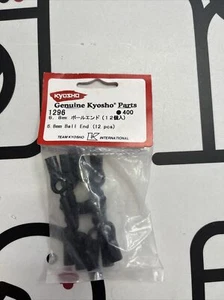 KYOSHO
Genuine Kyosho® Parts
1296 ●400
6.8mm ボールエンド(12個入)
6.8mm Ball End (12 pcs)
TEAM KYOSHO K INTERNATIONAL